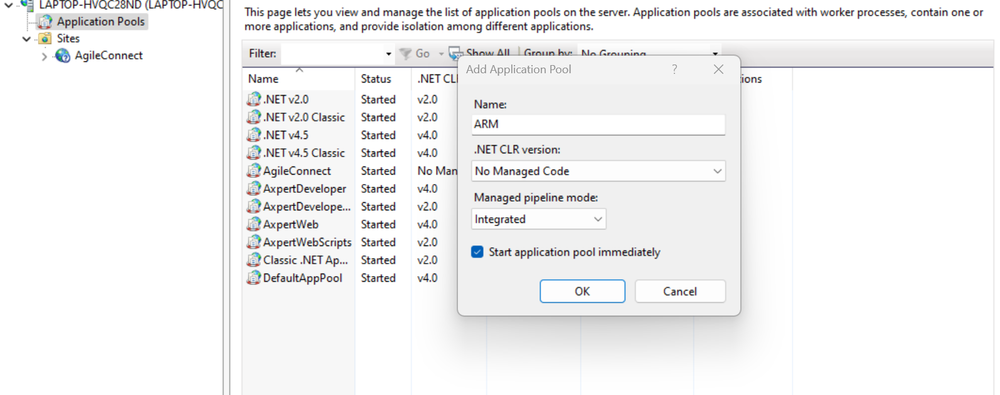 LAPTOP-HVQC28ND (LAPTOP-HVQC
Application Pools
Sites
AgileConnect
This page lets you view and manage the list of application pools on the server. Application pools are associated with worker processes, contain one or
more applications, and provide isolation among different applications.
Filter: Go Show All Group by: No Grouping
Name Status .NET CL ions
.NET v2.0 Started v2.0
.NET v2.0 Classic Started v2.0
.NET v4.5 Started v4.0
.NET v4.5 Classic Started v4.0
AgileConnect Started No Man
AxpertDeveloper Started v4.0
AxpertDevelope... Started v2.0
AxpertWeb Started v4.0
AxpertWebScripts Started v2.0
Classic .NET Ap... Started v2.0
DefaultAppPool Started v4.0
Add Application Pool ?
Name:
ARM
.NET CLR version:
No Managed Code
Managed pipeline mode:
Integrated
Start application pool immediately
OK Cancel